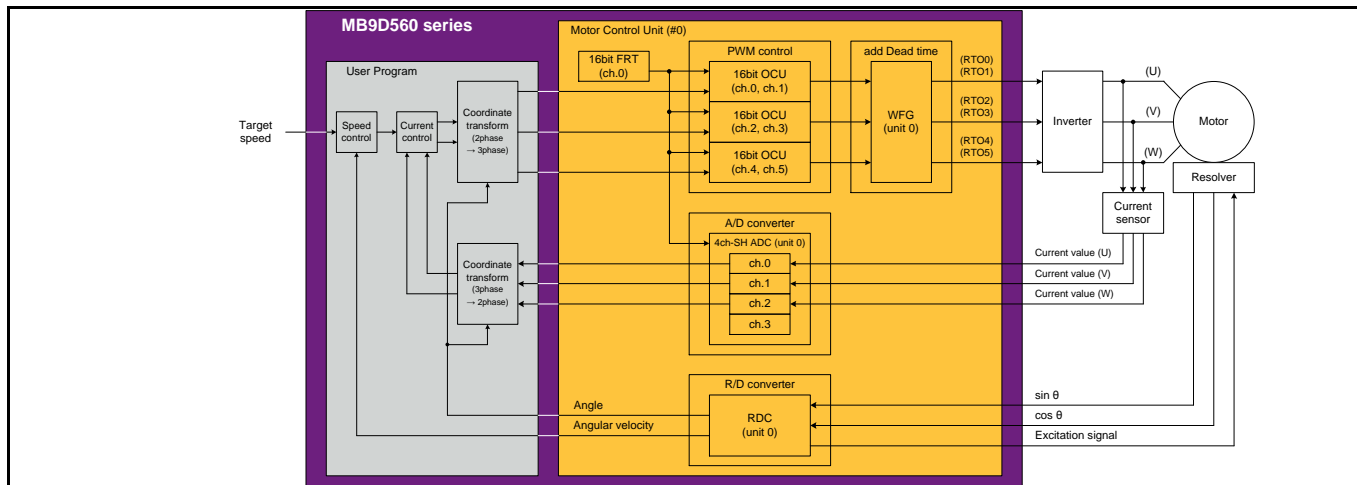 MB9D560 series
Motor Control Unit (#0)
User Program
Target
speed
Speed
control
Current
control
Coordinate
transform
(2phase
→ 3phase)
Coordinate
transform
(3phase
→ 2phase)
16bit FRT
(ch.0)
PWM control
16bit OCU
(ch.0, ch.1)
16bit OCU
(ch.2, ch.3)
16bit OCU
(ch.4, ch.5)
add Dead time
WFG
(unit 0)
(RTO0)
(RTO1)
(RTO2)
(RTO3)
(RTO4)
(RTO5)
Inverter
(U)
(V)
(W)
Motor
Resolver
Current
sensor
A/D converter
4ch-SH ADC (unit 0)
ch.0
ch.1
ch.2
ch.3
Current value (U)
Current value (V)
Current value (W)
R/D converter
RDC
(unit 0)
Angle
Angular velocity
sin θ
cos θ
Excitation signal